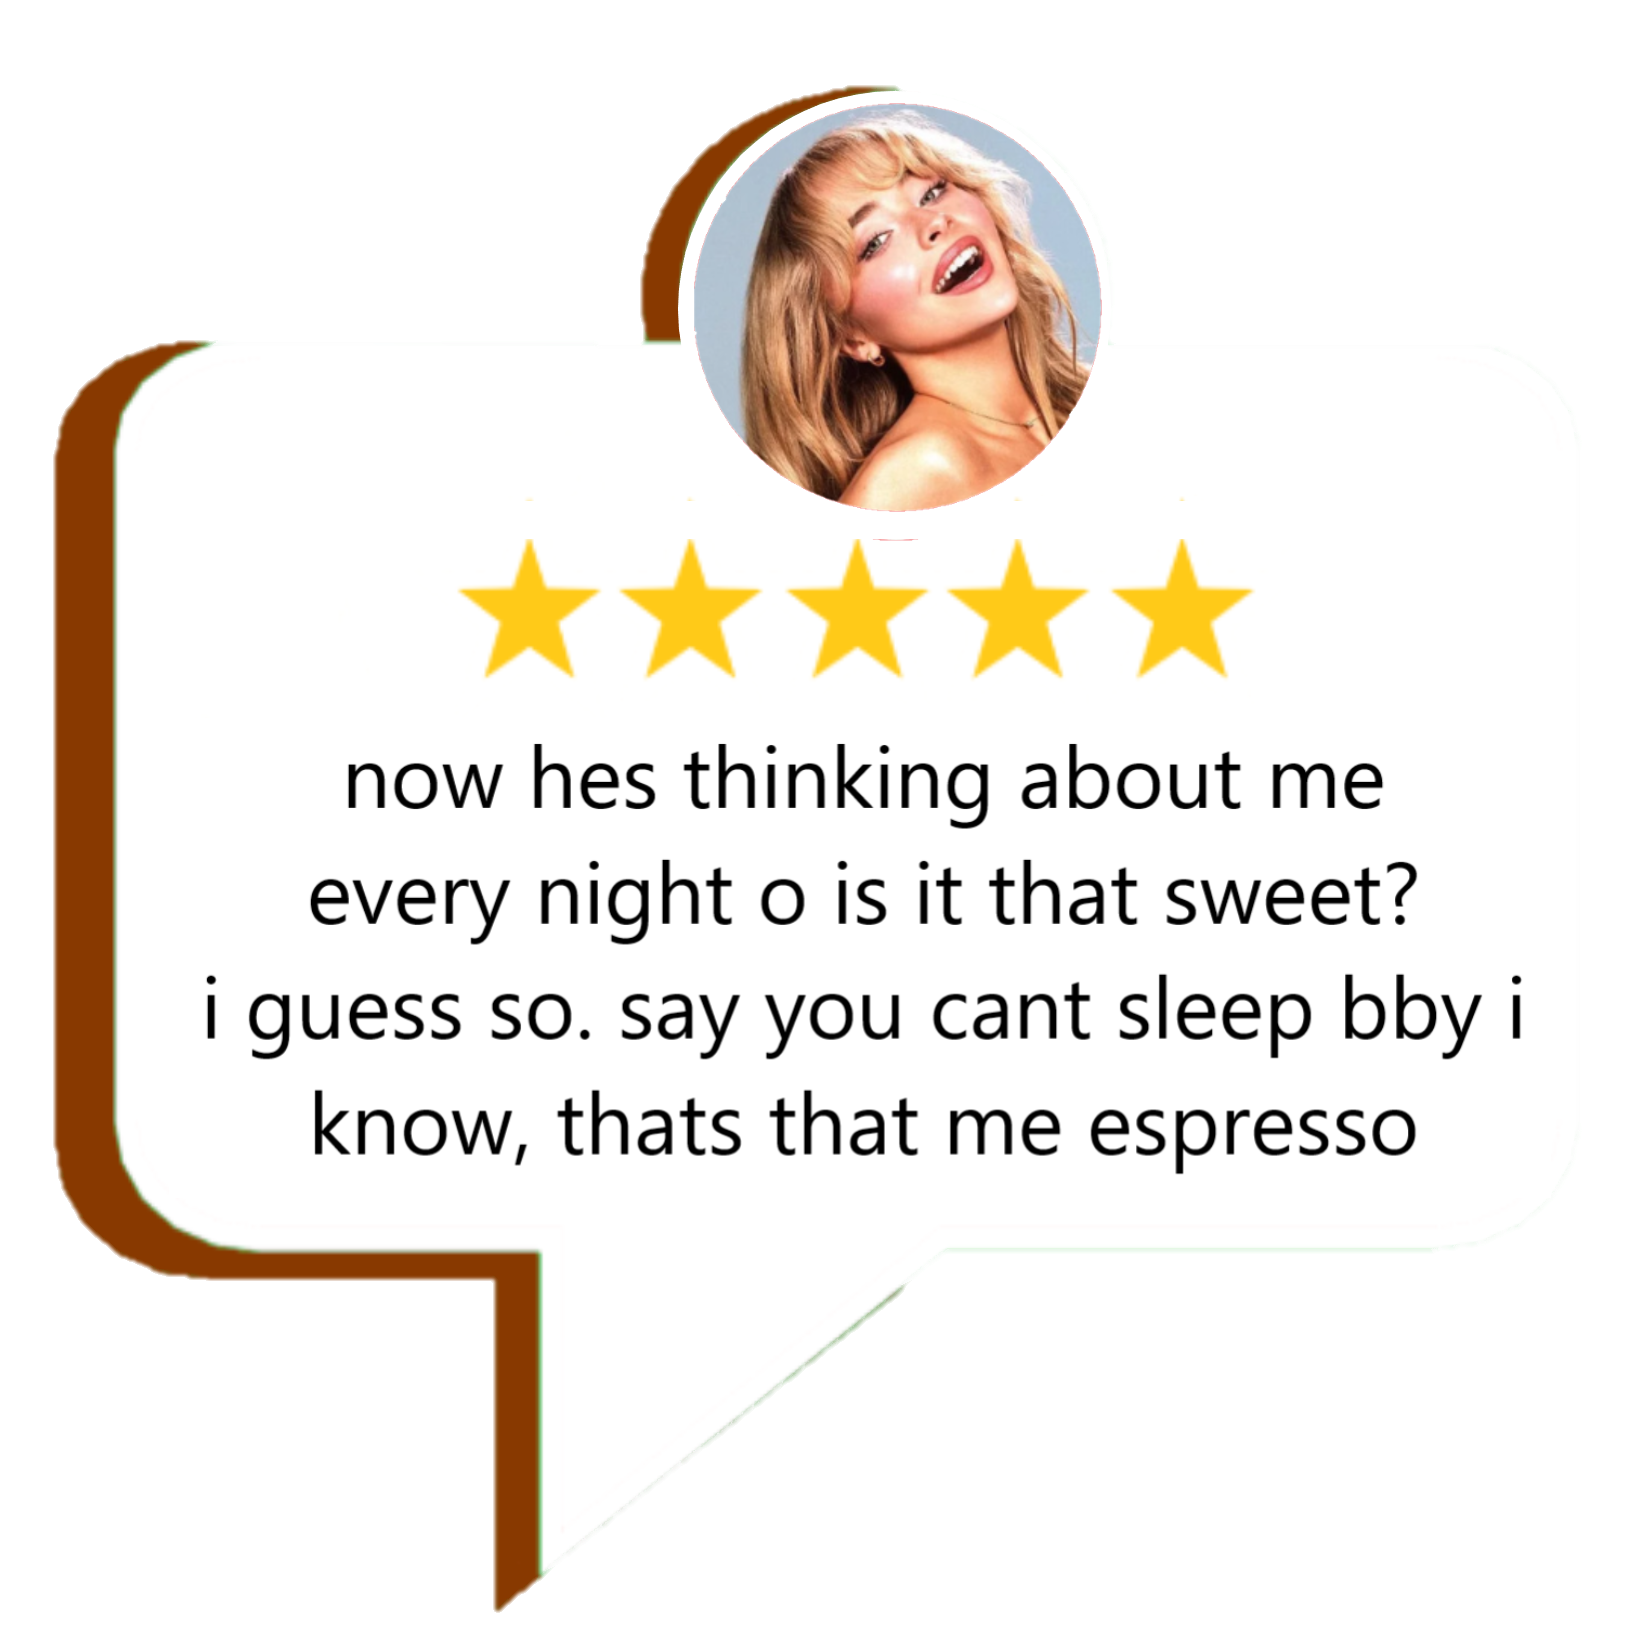 now hes thinking about me
every night o is it that sweet?
i guess so. say you cant sleep bby i
know, thats that me espresso